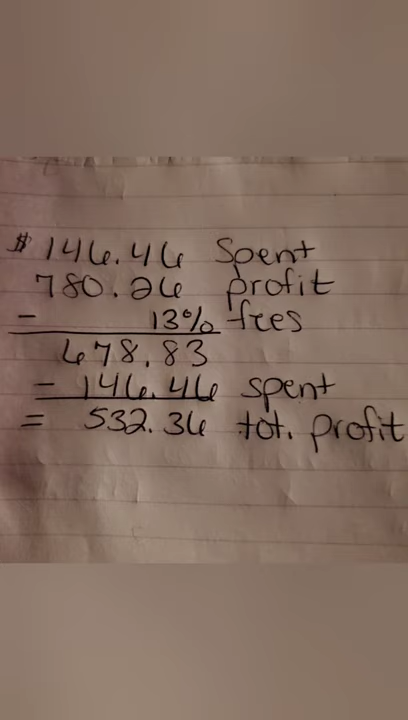 $146.46 Spent
780.26 profit
- 13% fees
678.83
- 146.46 spent
= 532.36 tot. profit